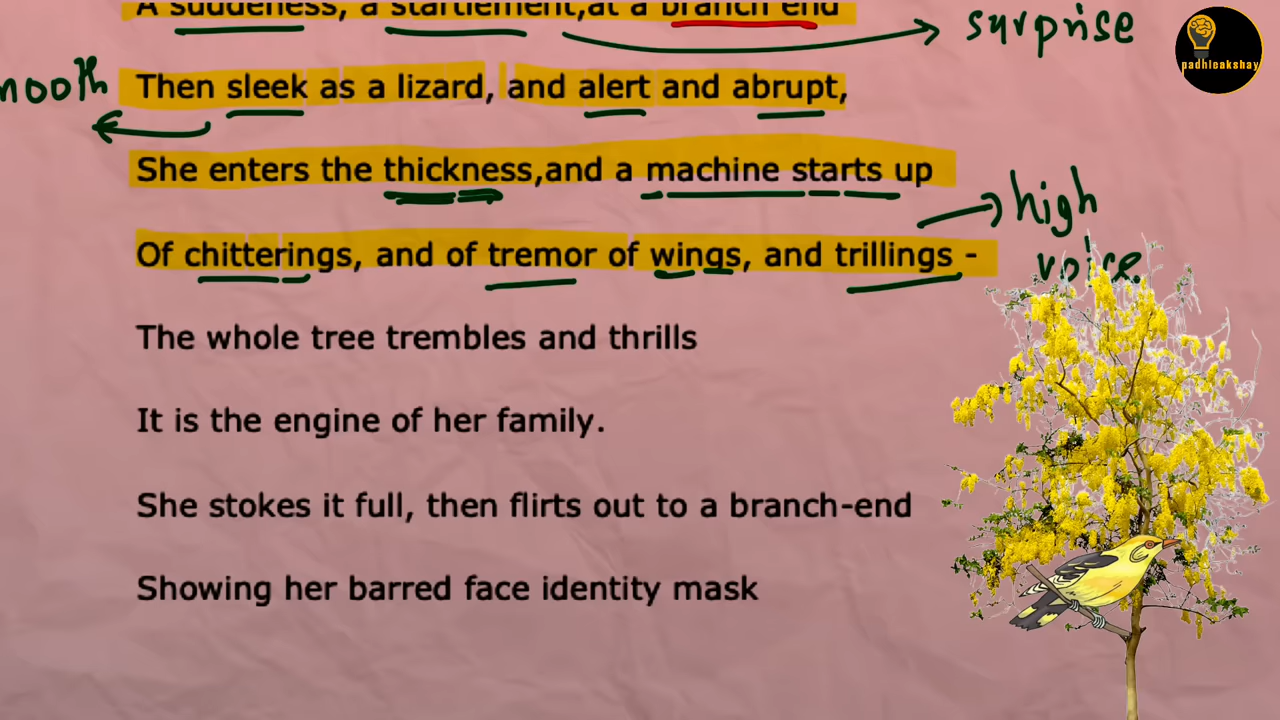 A suddeness, a startlement,at a branch end
surprise
padhleakshay
mooth
Then sleek as a lizard, and alert and abrupt,
She enters the thickness,and a machine starts up
high
voice
Of chitterings, and of tremor of wings, and trillings -
The whole tree trembles and thrills
It is the engine of her family.
She stokes it full, then flirts out to a branch-end
Showing her barred face identity mask